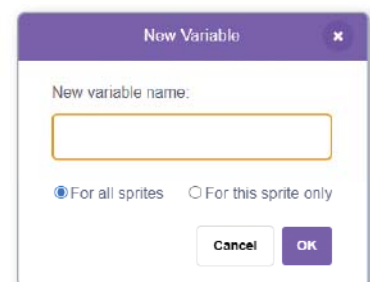 New Variable
New variable name:
For all sprites For this sprite only
Cancel OK